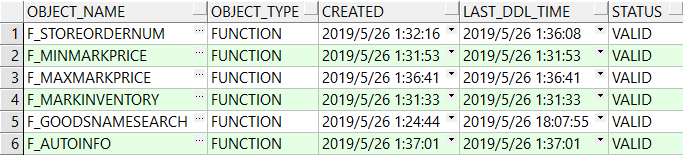 OBJECT_NAME OBJECT_TYPE CREATED LAST_DDL_TIME STATUS
1 F_STOREORDERNUM ... FUNCTION 2019/5/26 1:32:16 2019/5/26 1:36:08 VALID
2 F_MINMARKPRICE ... FUNCTION 2019/5/26 1:31:53 2019/5/26 1:31:53 VALID
3 F_MAXMARKPRICE ... FUNCTION 2019/5/26 1:36:41 2019/5/26 1:36:41 VALID
4 F_MARKINVENTORY ... FUNCTION 2019/5/26 1:31:33 2019/5/26 1:31:33 VALID
5 F_GOODSNAMESEARCH ... FUNCTION 2019/5/26 1:24:44 2019/5/26 18:07:55 VALID
6 F_AUTOINFO ... FUNCTION 2019/5/26 1:37:01 2019/5/26 1:37:01 VALID